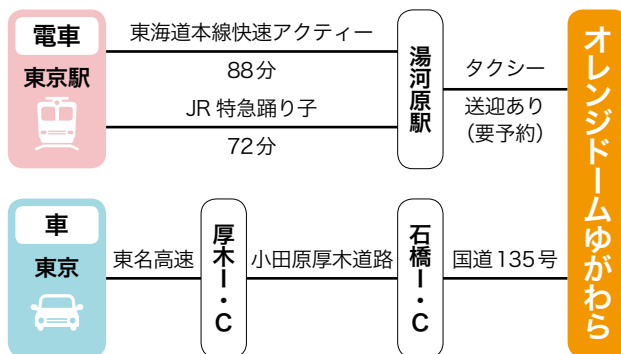 電車
東京駅
東海道本線快速アクティー
88分
JR 特急踊り子
72分
湯河原駅
タクシー
送迎あり
（要予約）
車
東京
東名高速
厚木I・C
小田原厚木道路
石橋I・C
国道135号
オレンジドームゆがわら